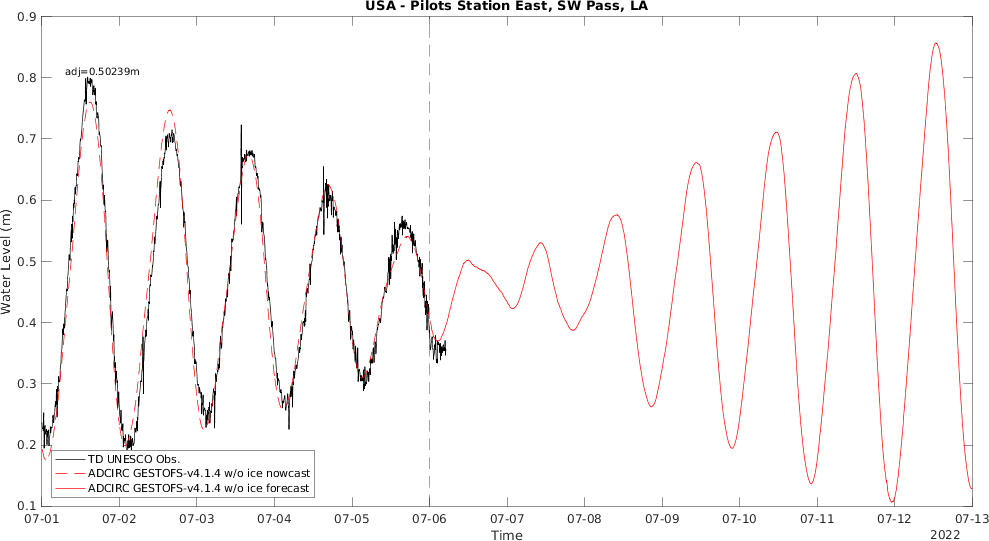 USA - Pilots Station East, SW Pass, LA
adj=0.50239m
Water Level (m)
0.9
0.8
0.7
0.6
0.5
0.4
0.3
0.2
0.1
TD UNESCO Obs.
ADCIRC GESTOFS-v4.1.4 w/o ice nowcast
ADCIRC GESTOFS-v4.1.4 w/o ice forecast
07-01 07-02 07-03 07-04 07-05 07-06 07-07 07-08 07-09 07-10 07-11 07-12 07-13
Time
2022